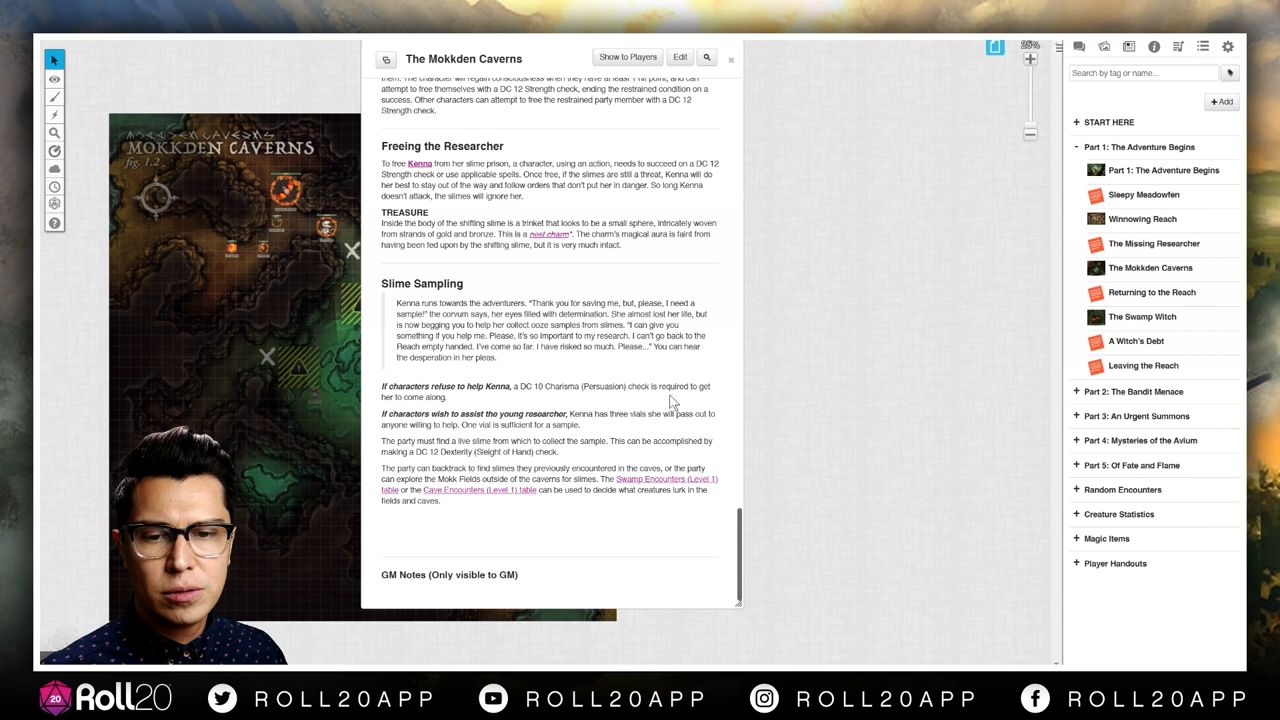 The Mokkden Caverns
Show to Players
Edit
them. The character will regain consciousness when they have at least 1 hit point, and can
attempt to free themselves with a DC 12 Strength check, ending the restrained condition on a
success. Other characters can attempt to free the restrained party member with a DC 12
Strength check.
Freeing the Researcher
To free Kenna from her slime prison, a character, using an action, needs to succeed on a DC 12
Strength check or use applicable spells. Once free, if the slimes are still a threat, Kenna will do
her best to stay out of the way and follow orders that don't put her in danger. So long Kenna
doesn't attack, the slimes will ignore her.
TREASURE
Inside the body of the shifting slime is a trinket that looks to be a small sphere, intricately woven
from strands of gold and bronze. This is a nest charm*. The charm's magical aura is faint from
having been fed upon by the shifting slime, but it is very much intact.
Slime Sampling
Kenna runs towards the adventurers. "Thank you for saving me, but, please, I need a
sample!" the corvum says, her eyes filled with determination. She almost lost her life, but
is now begging you to help her collect ooze samples from slimes. "I can give you
something if you help me. Please, it's so important to my research. I can't go back to the
Reach empty handed. I've come so far. I have risked so much. Please..." You can hear
the desperation in her pleas.
If characters refuse to help Kenna, a DC 10 Charisma (Persuasion) check is required to get
her to come along.
If characters wish to assist the young researcher, Kenna has three vials she will pass out to
anyone willing to help. One vial is sufficient for a sample.
The party must find a live slime from which to collect the sample. This can be accomplished by
making a DC 12 Dexterity (Sleight of Hand) check.
The party can backtrack to find slimes they previously encountered in the caves, or the party
can explore the Mokk Fields outside of the caverns for slimes. The Swamp Encounters (Level 1)
table or the Cave Encounters (Level 1) table can be used to decide what creatures lurk in the
fields and caves.
GM Notes (Only visible to GM)
MOKKDEN CAVERNS
fig. 1.2
25%
Search by tag or name...
+ Add
+ START HERE
- Part 1: The Adventure Begins
Part 1: The Adventure Begins
Sleepy Meadowfen
Winnowing Reach
The Missing Researcher
The Mokkden Caverns
Returning to the Reach
The Swamp Witch
A Witch's Debt
Leaving the Reach
+ Part 2: The Bandit Menace
+ Part 3: An Urgent Summons
+ Part 4: Mysteries of the Avium
+ Part 5: Of Fate and Flame
+ Random Encounters
+ Creature Statistics
+ Magic Items
+ Player Handouts
20 Roll20
ROLL20APP
ROLL20APP
ROLL20APP
ROLL20APP